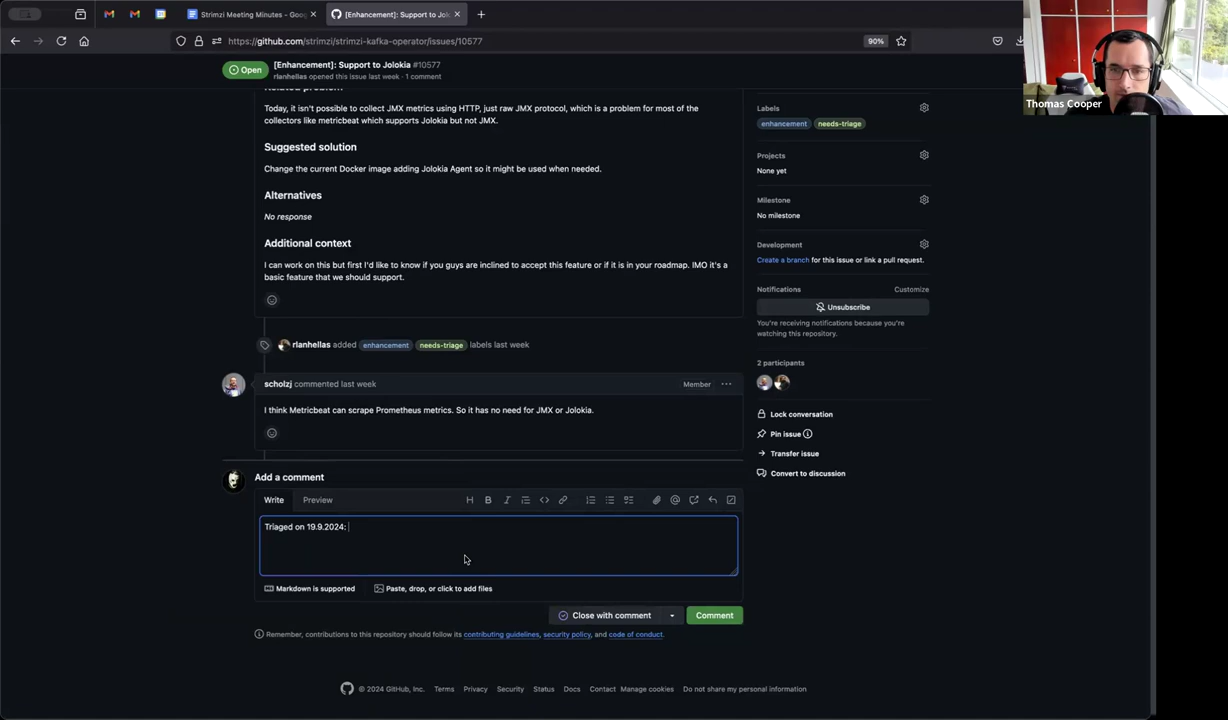 Strimzi Meeting Minutes - Goo
[Enhancement]: Support to Jol
https://github.com/strimzi/strimzi-kafka-operator/issues/10577
90%
Open
[Enhancement]: Support to Jolokia #10577
rlanhellas opened this issue last week · 1 comment
Thomas Cooper
Related problem
Today, it isn't possible to collect JMX metrics using HTTP, just raw JMX protocol, which is a problem for most of the
collectors like metricbeat which supports Jolokia but not JMX.
Suggested solution
Change the current Docker image adding Jolokia Agent so it might be used when needed.
Alternatives
No response
Additional context
I can work on this but first I'd like to know if you guys are inclined to accept this feature or if it is in your roadmap. IMO it's a
basic feature that we should support.
rlanhellas added enhancement needs-triage labels last week
scholzj commented last week
Member
I think Metricbeat can scrape Prometheus metrics. So it has no need for JMX or Jolokia.
Add a comment
Write
Preview
Triaged on 19.9.2024:
Markdown is supported
Paste, drop, or click to add files
Close with comment
Comment
Remember, contributions to this repository should follow its contributing guidelines, security policy, and code of conduct.
Labels
enhancement
needs-triage
Projects
None yet
Milestone
No milestone
Development
Create a branch for this issue or link a pull request.
Notifications
Customize
Unsubscribe
You're receiving notifications because you're
watching this repository.
2 participants
Lock conversation
Pin issue
Transfer issue
Convert to discussion
© 2024 GitHub, Inc.
Terms
Privacy
Security
Status
Docs
Contact
Manage cookies
Do not share my personal information